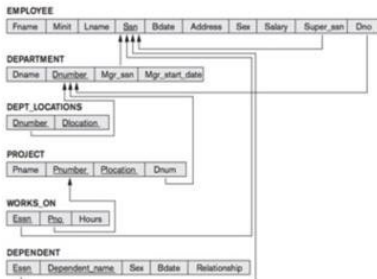 EMPLOYEE
Fname Minit Lname Ssn Bdate Address Sex Salary Super_ssn Dno
DEPARTMENT
Dname Dnumber Mgr_ssn Mgr_start_date
DEPT_LOCATIONS
Dnumber Dlocation
PROJECT
Pname Pnumber Plocation Dnum
WORKS_ON
Essn Pno Hours
DEPENDENT
Essn Dependent_name Sex Bdate Relationship